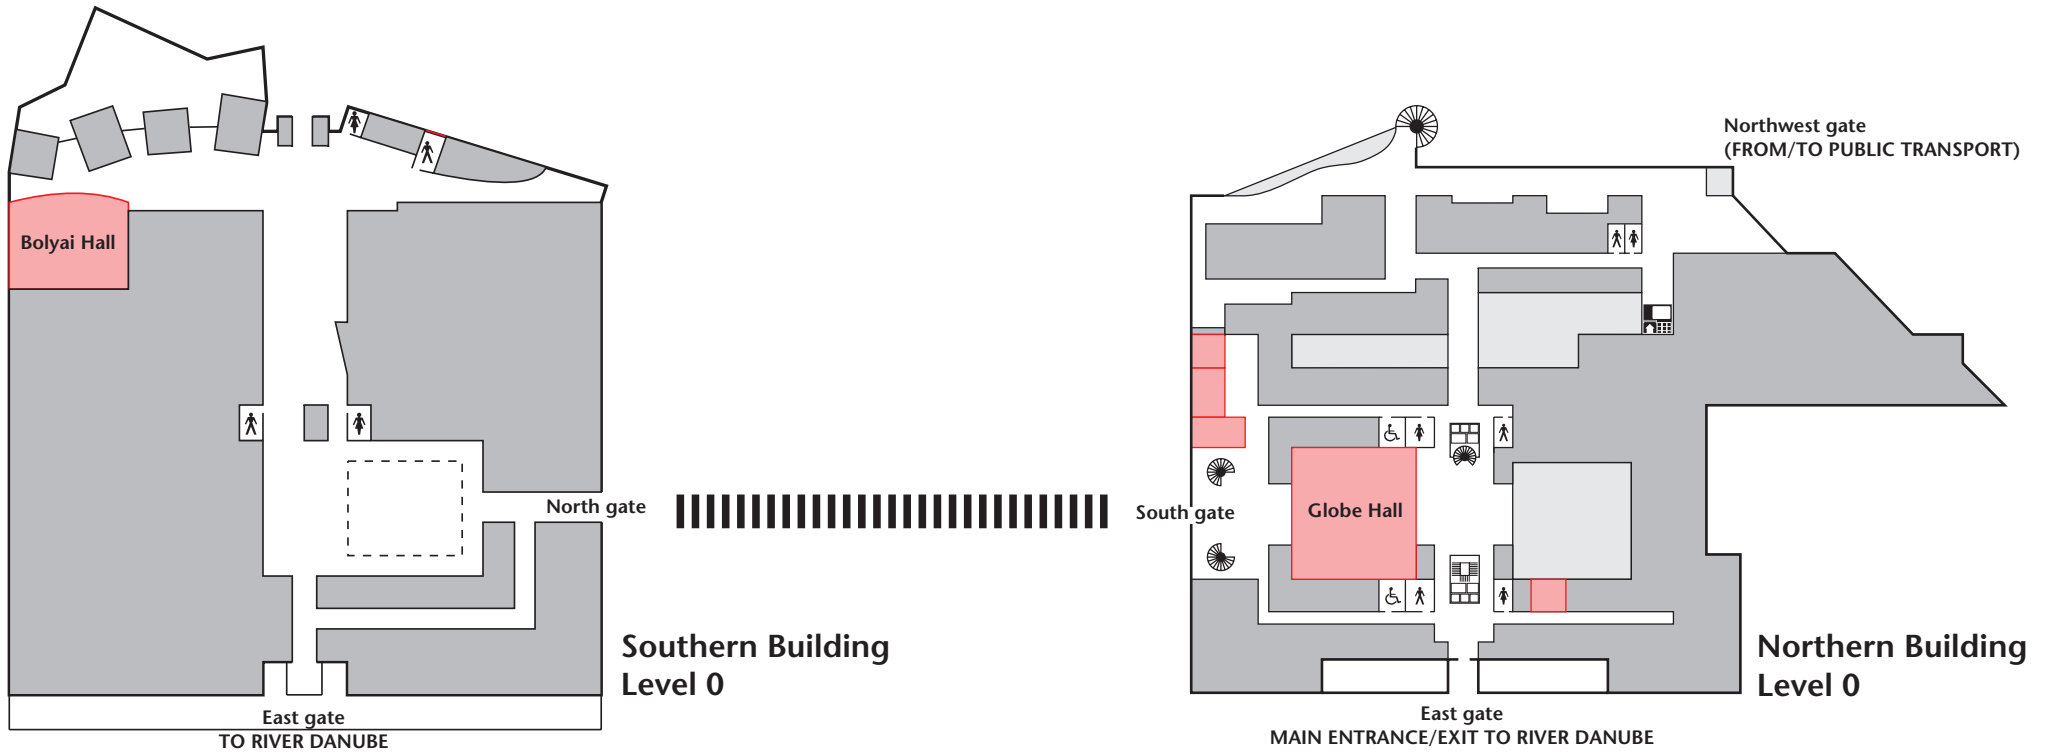 Northwest gate
(FROM/TO PUBLIC TRANSPORT)
Bolyai Hall
North gate
South gate
Globe Hall
Southern Building
Level 0
Northern Building
Level 0
East gate
TO RIVER DANUBE
East gate
MAIN ENTRANCE/EXIT TO RIVER DANUBE